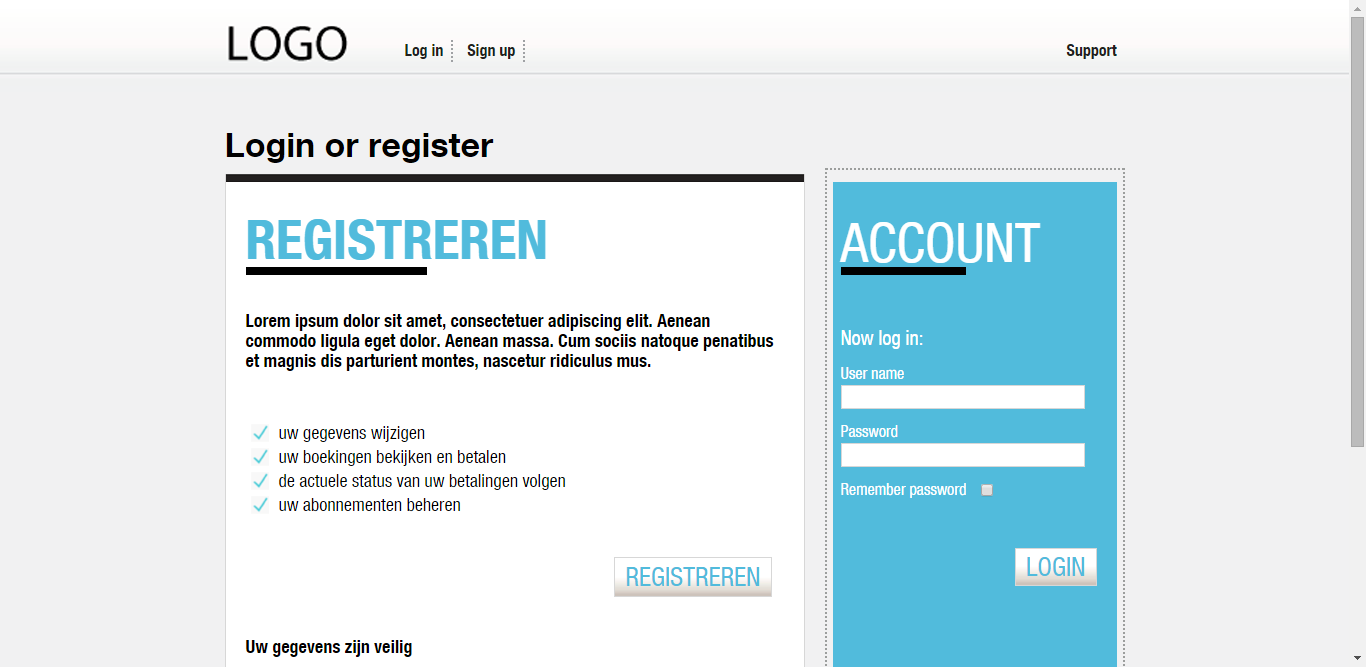 LOGO
Log in
Sign up
Support
Login or register
REGISTREREN
Lorem ipsum dolor sit amet, consectetuer adipiscing elit. Aenean
commodo ligula eget dolor. Aenean massa. Cum sociis natoque penatibus
et magnis dis parturient montes, nascetur ridiculus mus.
uw gegevens wijzigen
uw boekingen bekijken en betalen
de actuele status van uw betalingen volgen
uw abonnementen beheren
REGISTREREN
Uw gegevens zijn veilig
ACCOUNT
Now log in:
User name
Password
Remember password
LOGIN